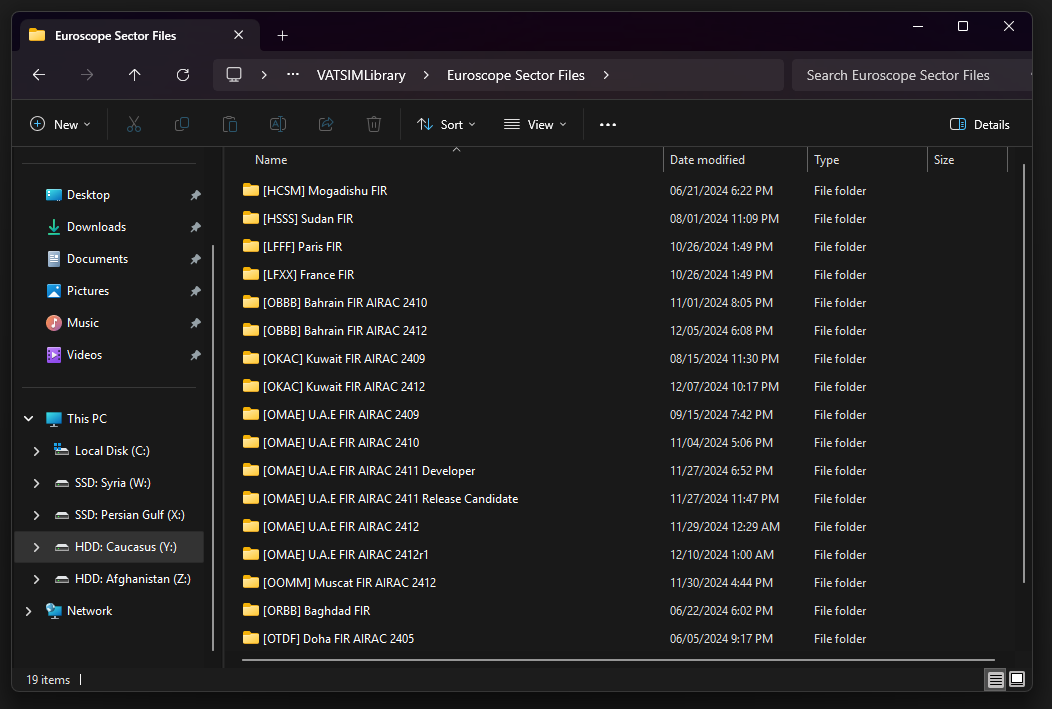 Euroscope Sector Files
VATSIMLibrary
Euroscope Sector Files
Search Euroscope Sector Files
New
Sort
View
Details
Desktop
Downloads
Documents
Pictures
Music
Videos
This PC
Local Disk (C:)
SSD: Syria (W:)
SSD: Persian Gulf (X:)
HDD: Caucasus (Y:)
HDD: Afghanistan (Z:)
Network
Name Date modified Type Size
[HCSM] Mogadishu FIR 06/21/2024 6:22 PM File folder
[HSSS] Sudan FIR 08/01/2024 11:09 PM File folder
[LFFF] Paris FIR 10/26/2024 1:49 PM File folder
[LFXX] France FIR 10/26/2024 1:49 PM File folder
[OBBB] Bahrain FIR AIRAC 2410 11/01/2024 8:05 PM File folder
[OBBB] Bahrain FIR AIRAC 2412 12/05/2024 6:08 PM File folder
[OKAC] Kuwait FIR AIRAC 2409 08/15/2024 11:30 PM File folder
[OKAC] Kuwait FIR AIRAC 2412 12/07/2024 10:17 PM File folder
[OMAE] U.A.E FIR AIRAC 2409 09/15/2024 7:42 PM File folder
[OMAE] U.A.E FIR AIRAC 2410 11/04/2024 5:06 PM File folder
[OMAE] U.A.E FIR AIRAC 2411 Developer 11/27/2024 6:52 PM File folder
[OMAE] U.A.E FIR AIRAC 2411 Release Candidate 11/27/2024 11:47 PM File folder
[OMAE] U.A.E FIR AIRAC 2412 11/29/2024 12:29 AM File folder
[OMAE] U.A.E FIR AIRAC 2412r1 12/10/2024 1:00 AM File folder
[OOMM] Muscat FIR AIRAC 2412 11/30/2024 4:44 PM File folder
[ORBB] Baghdad FIR 06/22/2024 6:02 PM File folder
[OTDF] Doha FIR AIRAC 2405 06/05/2024 9:17 PM File folder
19 items